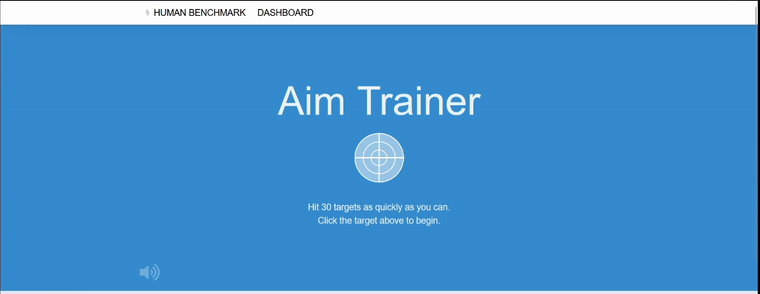 HUMAN BENCHMARK DASHBOARD
Aim Trainer
Hit 30 targets as quickly as you can.
Click the target above to begin.